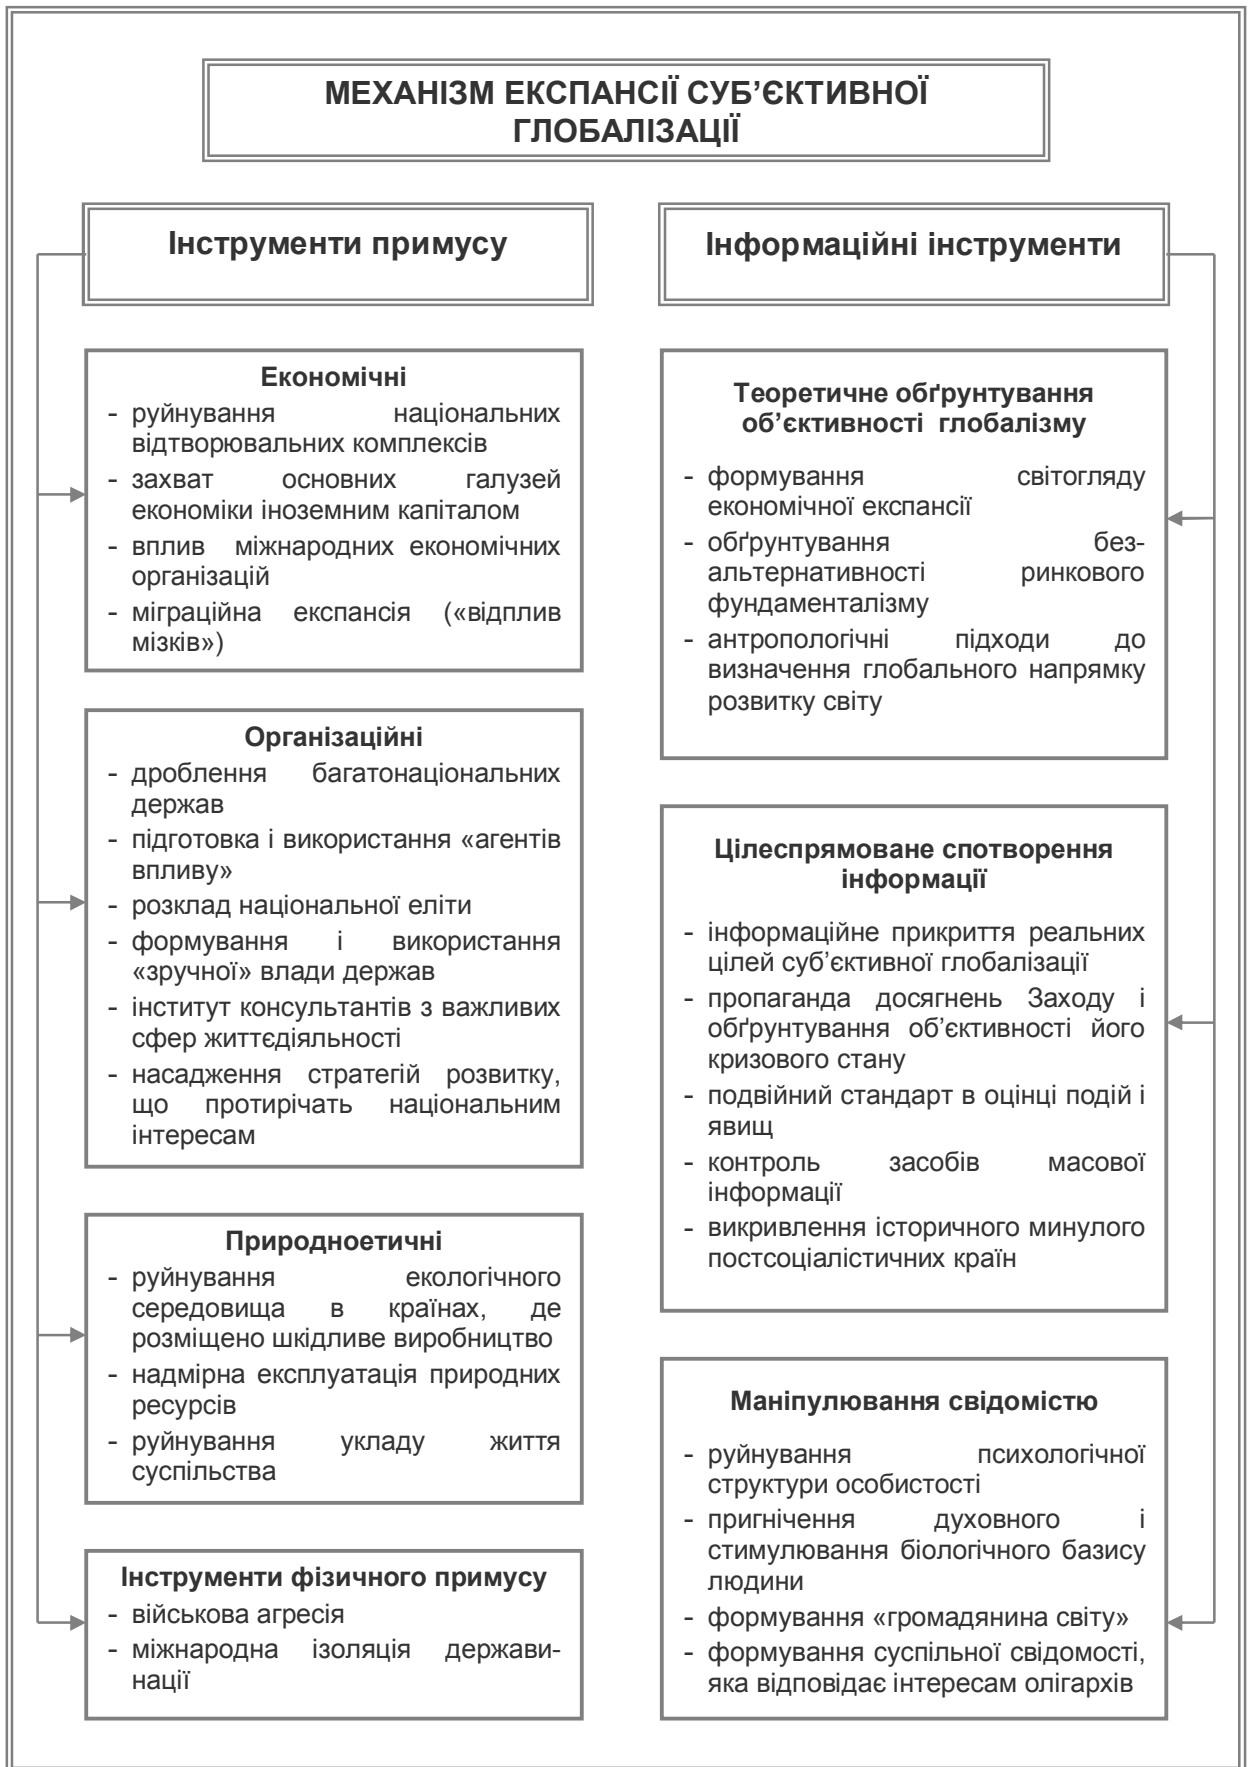 МЕХАНІЗМ ЕКСПАНСІЇ СУБ’ЄКТИВНОЇ
ГЛОБАЛІЗАЦІЇ
Інструменти примусу
Економічні
- руйнування національних
відтворювальних комплексів
- захват основних галузей
економіки іноземним капіталом
- вплив міжнародних економічних
організацій
- міграційна експансія («відплив
мізків»)
Організаційні
- дроблення багатонаціональних
держав
- підготовка і використання «агентів
впливу»
- розклад національної еліти
- формування і використання
«зручної» влади держав
- інститут консультантів з важливих
сфер життєдіяльності
- насадження стратегій розвитку,
що протирічать національним
інтересам
Природноетичні
- руйнування екологічного
середовища в країнах, де
розміщено шкідливе виробництво
- надмірна експлуатація природних
ресурсів
- руйнування укладу життя
суспільства
Інструменти фізичного примусу
- військова агресія
- міжнародна ізоляція держави-
нації
Інформаційні інструменти
Теоретичне обґрунтування
об’єктивності глобалізму
- формування світогляду
економічної експансії
- обґрунтування без-
альтернативності ринкового
фундаменталізму
- антропологічні підходи до
визначення глобального напрямку
розвитку світу
Цілеспрямоване спотворення
інформації
- інформаційне прикриття реальних
цілей суб’єктивної глобалізації
- пропаганда досягнень Заходу і
обґрунтування об’єктивності його
кризового стану
- подвійний стандарт в оцінці подій і
явищ
- контроль засобів масової
інформації
- викривлення історичного минулого
постсоціалістичних країн
Маніпулювання свідомістю
- руйнування психологічної
структури особистості
- пригнічення духовного і
стимулювання біологічного базису
людини
- формування «громадянина світу»
- формування суспільної свідомості,
яка відповідає інтересам олігархів